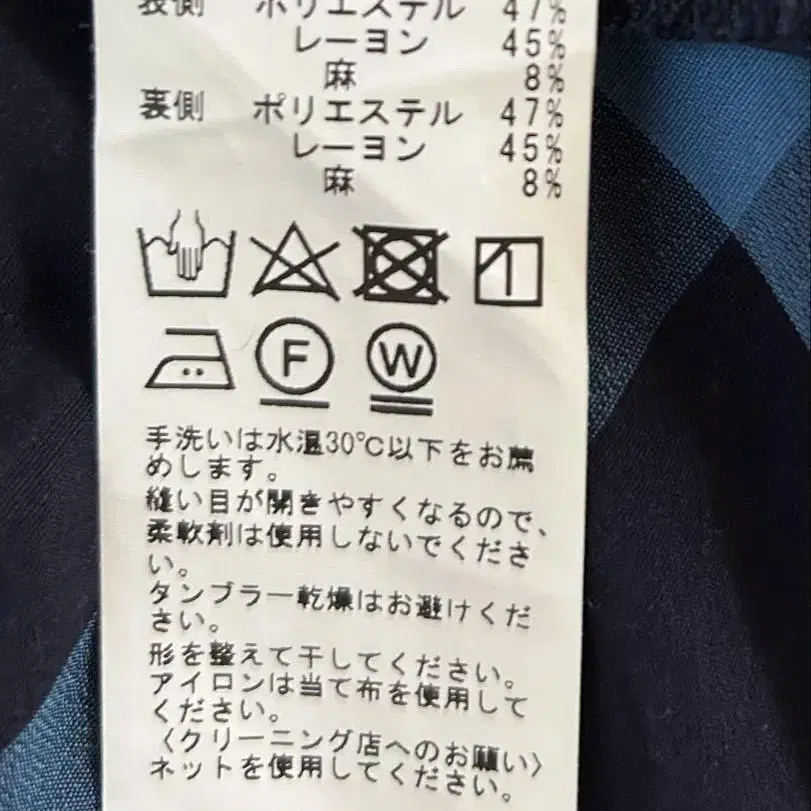 表側 ポリエステル 47%
レーヨン 45%
麻 8%
裏側 ポリエステル 47%
レーヨン 45%
麻 8%
F W
手洗いは水温30℃以下をお薦
めします。
縫い目が開きやすくなるので、
柔軟剤は使用しないでくださ
い。
タンブラー乾燥はお避けくだ
さい。
形を整えて干してください。
アイロンは当て布を使用して
ください。
〈クリーニング店へのお願い〉
ネットを使用してください。